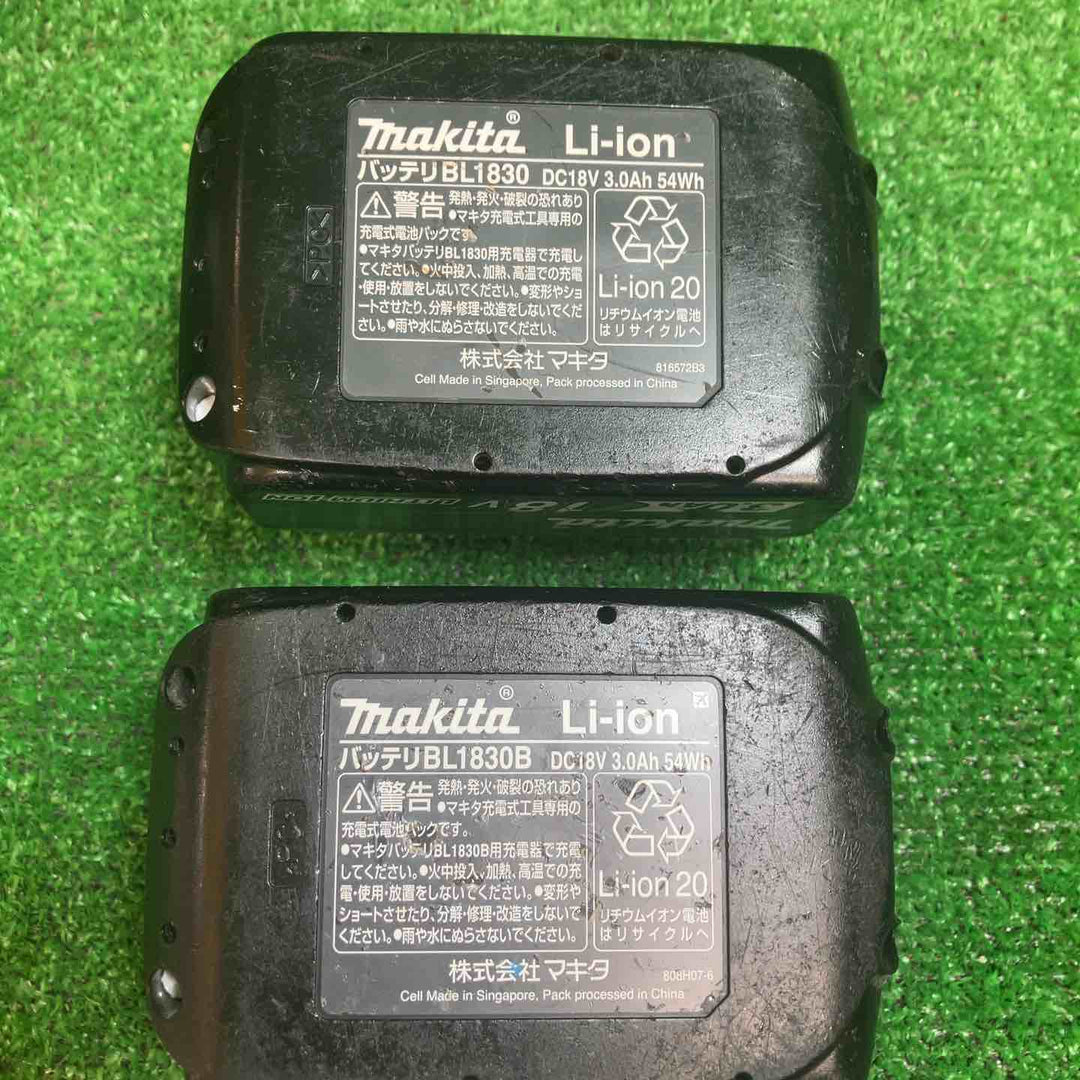 makita® Li-ion
バッテリBL1830 DC18V 3.0Ah 54Wh
警告 発熱・発火・破裂の恐れあり
●マキタ充電式工具専用の
充電式電池パックです。
●マキタバッテリBL1830用充電器で充電し
てください。●火中投入、加熱、高温での充電
・使用・放置をしないでください。●変形やショ
ートさせたり、分解・修理・改造をしないでくだ
さい。●雨や水にぬらさないでください。
Li-ion 20
リチウムイオン電池
はリサイクルへ
株式会社マキタ
816572B3
Cell Made in Singapore, Pack processed in China
>PC<
makita
18V
LITHIUM-ION
makita® Li-ion
バッテリBL1830B DC18V 3.0Ah 54Wh
警告 発熱・発火・破裂の恐れあり
●マキタ充電式工具専用の
充電式電池パックです。
●マキタバッテリBL1830B用充電器で充電
してください。●火中投入、加熱、高温での充
電・使用・放置をしないでください。●変形や
ショートさせたり、分解・修理・改造をしないで
ください。●雨や水にぬらさないでください。
Li-ion 20
リチウムイオン電池
はリサイクルへ
株式会社マキタ
808H07-6
Cell Made in Singapore, Pack processed in China
>PC<